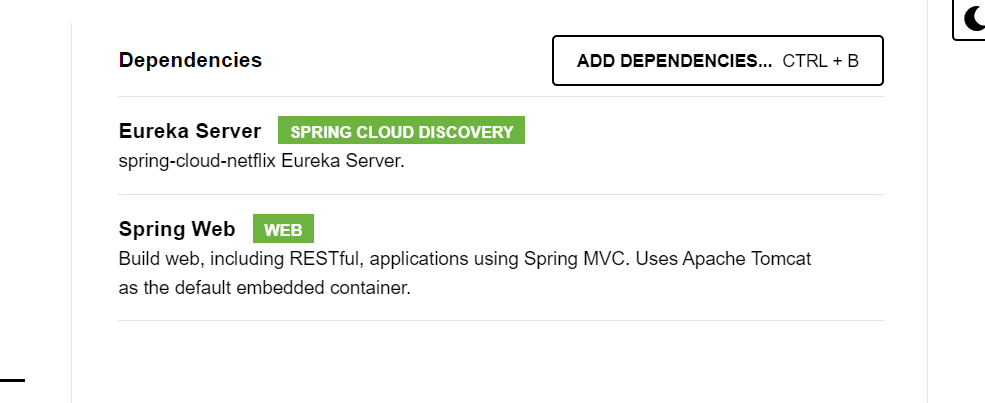 Dependencies
ADD DEPENDENCIES... CTRL + B
Eureka Server SPRING CLOUD DISCOVERY
spring-cloud-netflix Eureka Server.
Spring Web WEB
Build web, including RESTful, applications using Spring MVC. Uses Apache Tomcat
as the default embedded container.